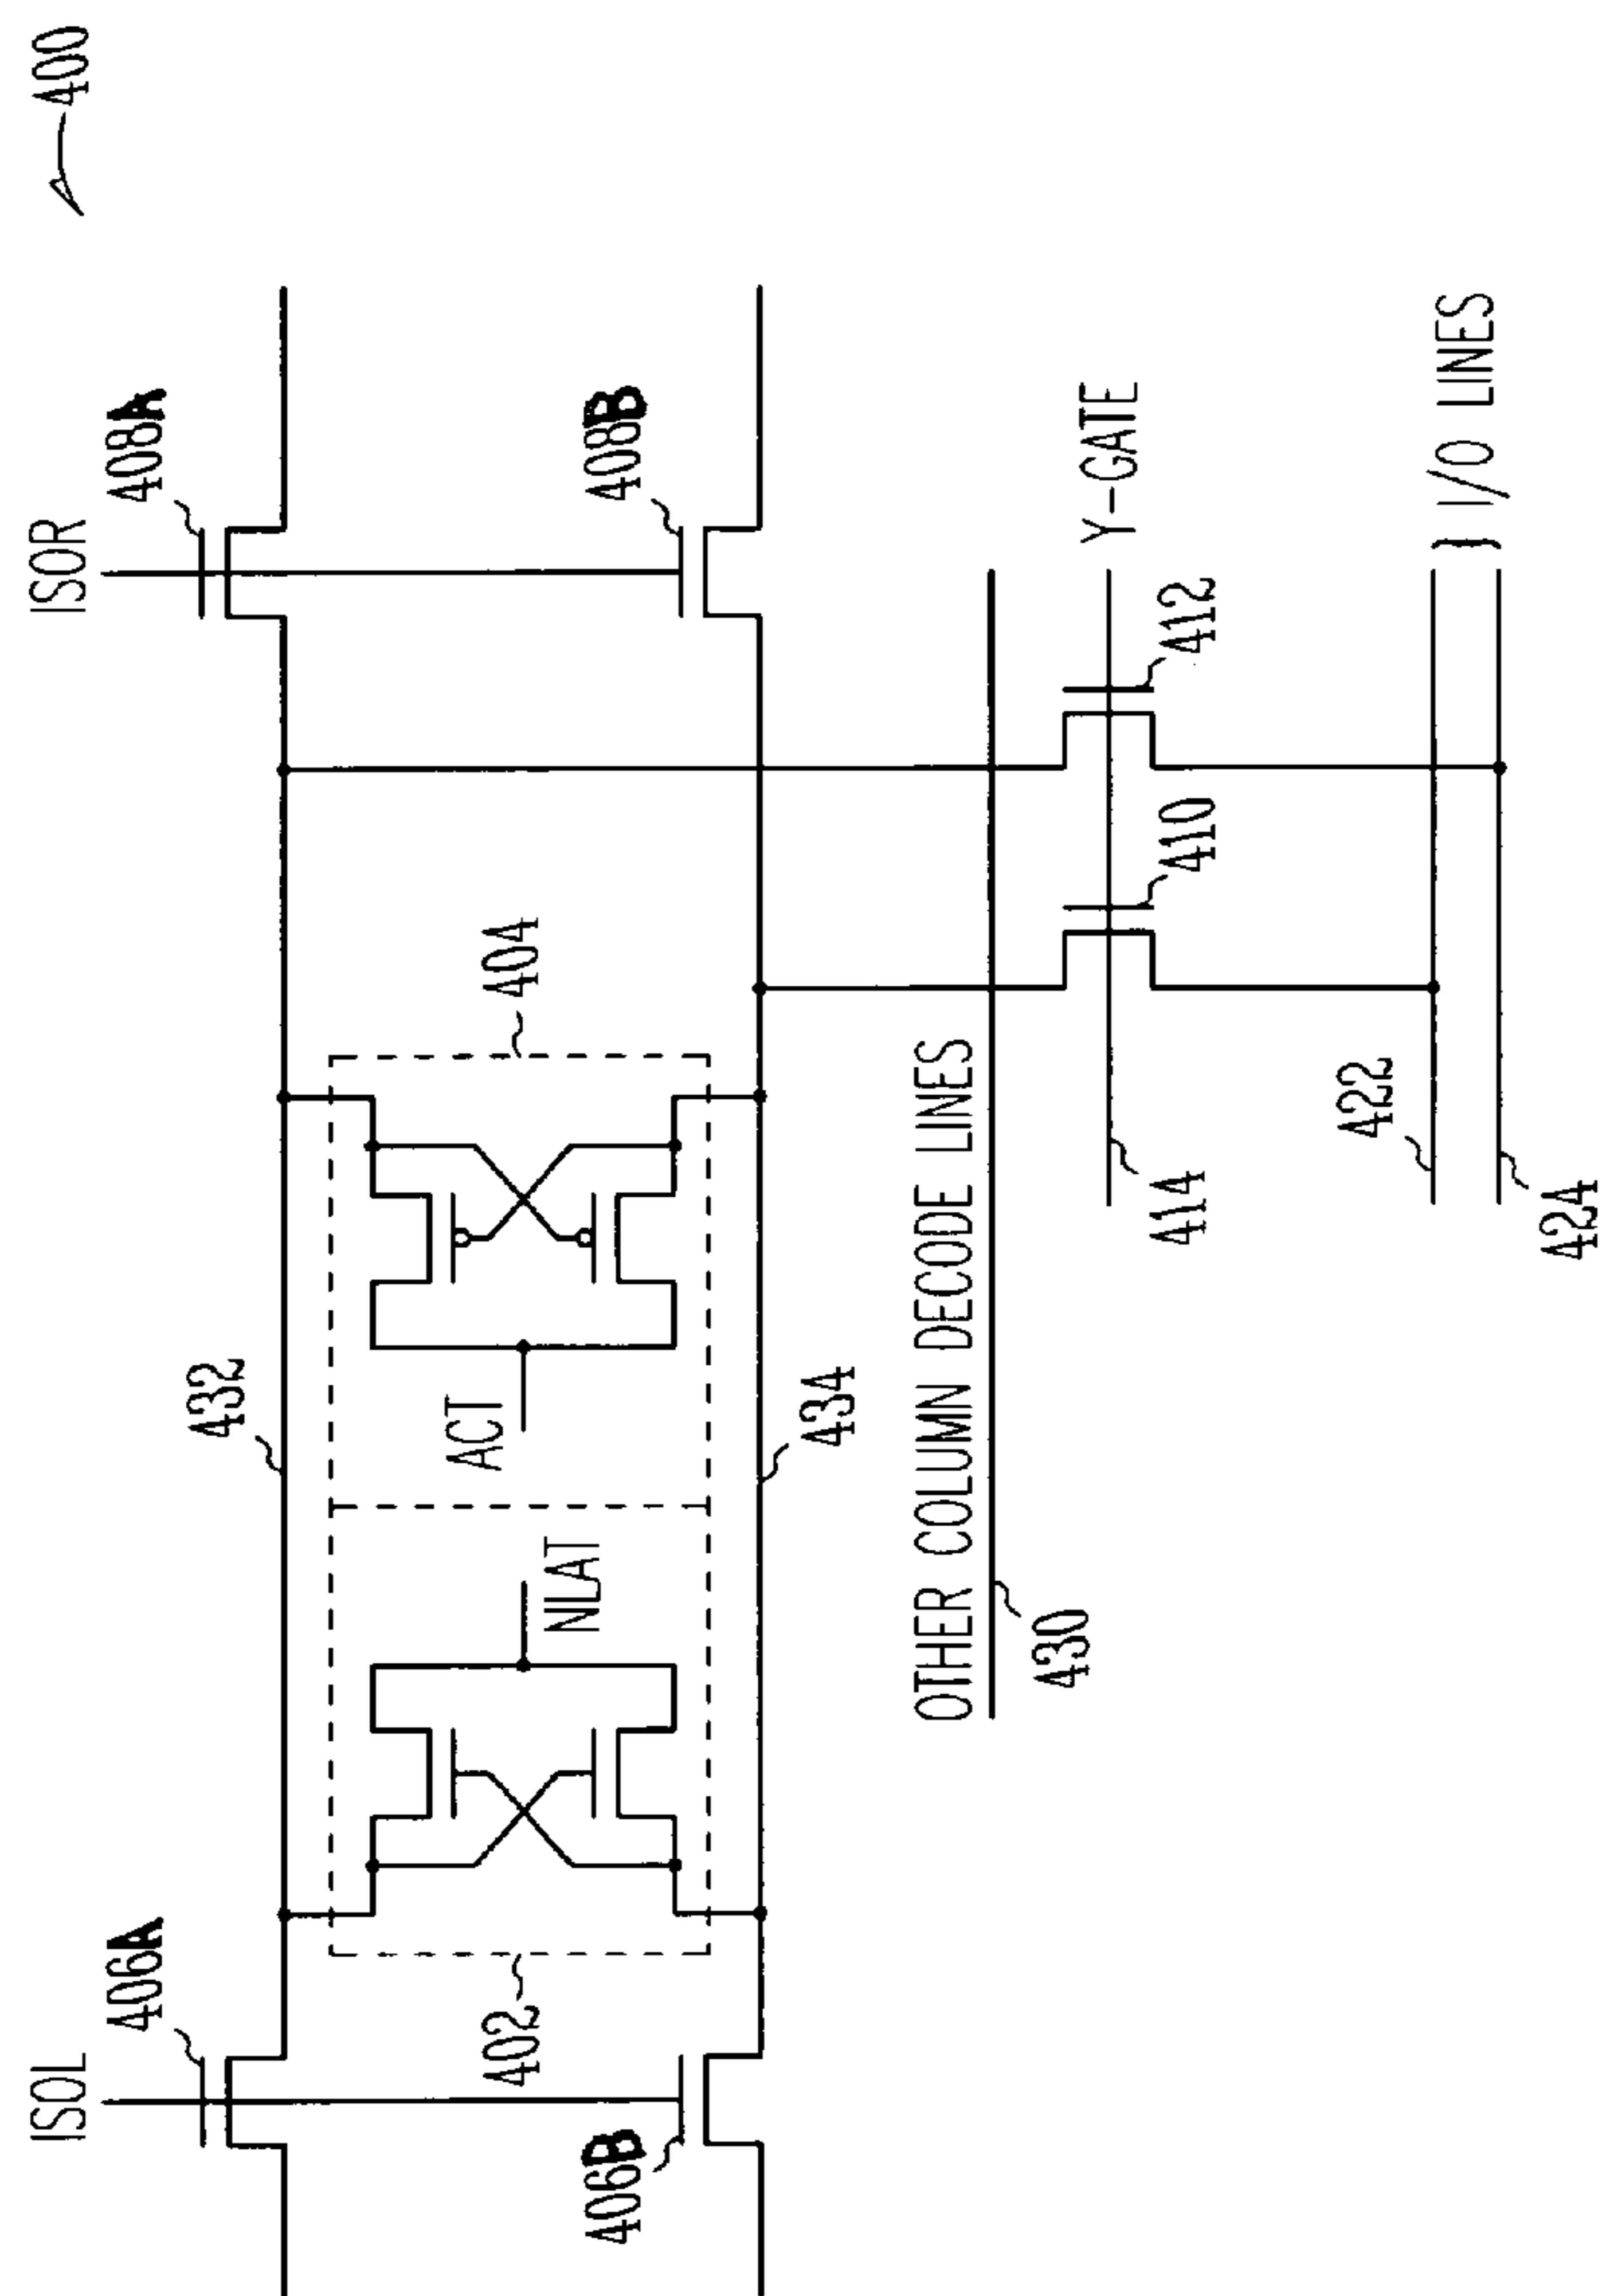 400
ISOL
406A
ISOR
408A
432
402
404
NLAT
ACT
406B
408B
434
OTHER COLUMN DECODE LINES
430
Y-GATE
414
410
412
422
I/O LINES
424